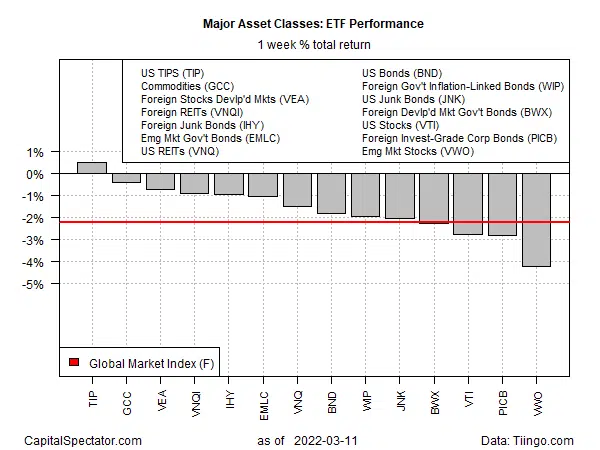 Major Asset Classes: ETF Performance
1 week % total return
US TIPS (TIP)
Commodities (GCC)
Foreign Stocks Devlp'd Mkts (VEA)
Foreign REITs (VNQI)
Foreign Junk Bonds (IHY)
Emg Mkt Gov't Bonds (EMLC)
US REITs (VNQ)
US Bonds (BND)
Foreign Gov't Inflation-Linked Bonds (WIP)
US Junk Bonds (JNK)
Foreign Devlp'd Mkt Gov't Bonds (BWX)
US Stocks (VTI)
Foreign Invest-Grade Corp Bonds (PICB)
Emg Mkt Stocks (VWO)
1%
0%
-1%
-2%
-3%
-4%
-5%
Global Market Index (F)
TIP
GCC
VEA
VNQI
IHY
EMLC
VNQ
BND
WIP
JNK
BWX
VTI
PICB
VWO
CapitalSpectator.com
as of 2022-03-11
Data: Tiingo.com